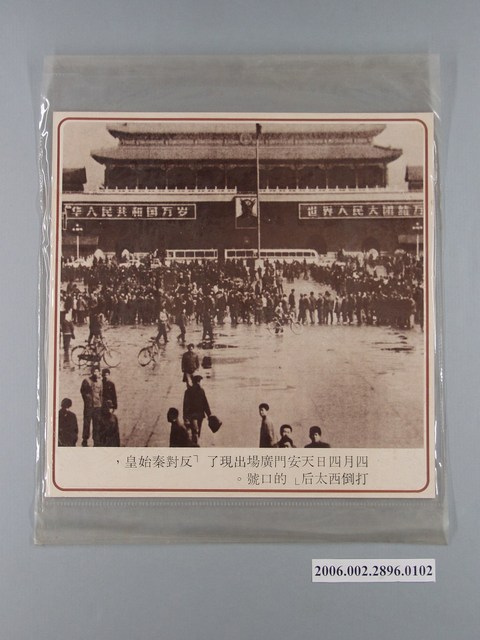 华人民共和国万岁
世界人民大团结万
四月四日天安門廣場出現了「反對秦始皇，
打倒西太后」的口號。
2006.002.2896.0102